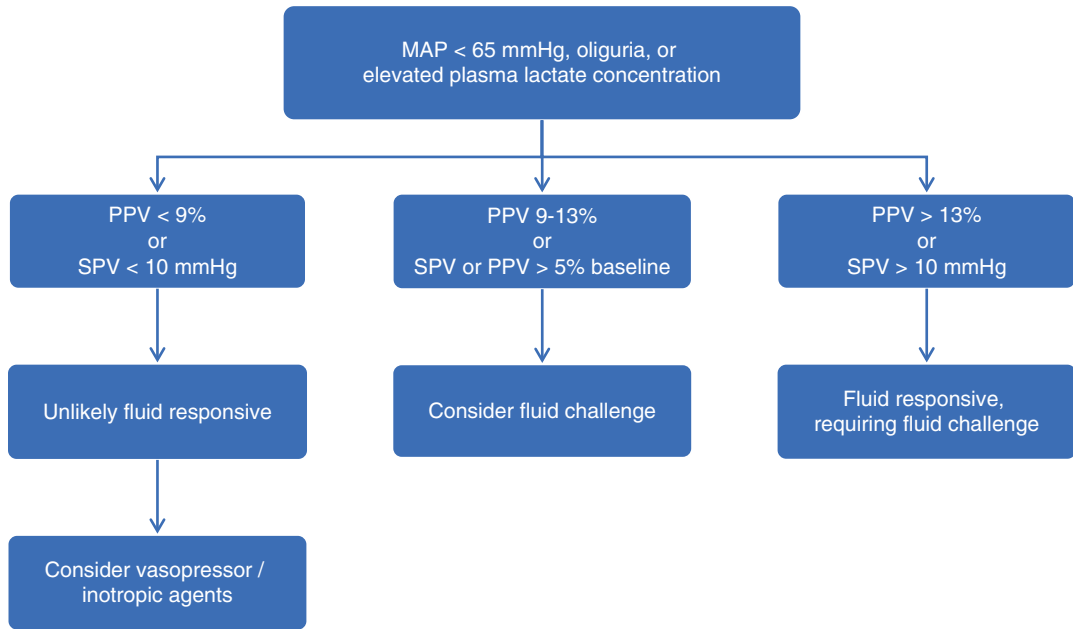 MAP < 65 mmHg, oliguria, or
elevated plasma lactate concentration
PPV < 9%
or
SPV < 10 mmHg
PPV 9-13%
or
SPV or PPV > 5% baseline
PPV > 13%
or
SPV > 10 mmHg
Unlikely fluid responsive
Consider fluid challenge
Fluid responsive,
requiring fluid challenge
Consider vasopressor /
inotropic agents